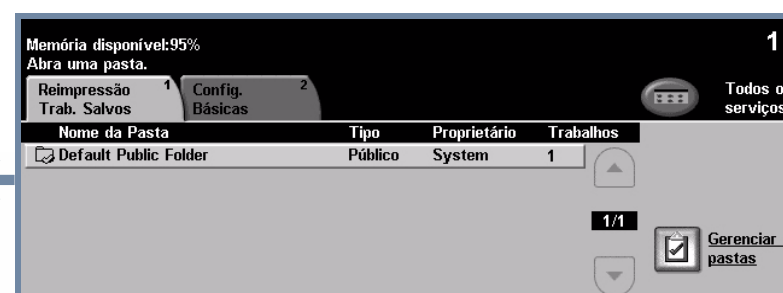 Memória disponível:95%
1
Abra uma pasta.
Reimpressão 1
Trab. Salvos
Config. 2
Básicas
Todos o
serviços
Nome da Pasta Tipo Proprietário Trabalhos
Default Public Folder Público System 1
1/1
Gerenciar
pastas